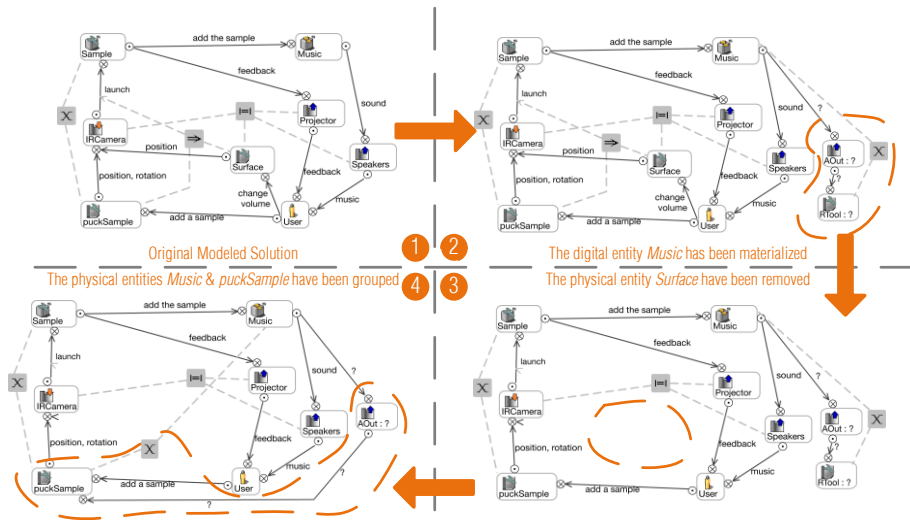 Sample
add the sample
Music
feedback
launch
sound
X
|=|
Projector
IRCamera
⇒
position
Surface
Speakers
position, rotation
feedback
change
volume
music
puckSample
add a sample
User
Original Modeled Solution
1
2
Sample
add the sample
Music
feedback
?
launch
sound
X
|=|
Projector
IRCamera
⇒
X
position
Surface
Speakers
AOut : ?
position, rotation
feedback
?
change
volume
music
RTool : ?
puckSample
add a sample
User
The digital entity Music has been materialized
The physical entities Music & puckSample have been grouped
4
3
The physical entity Surface have been removed
Sample
add the sample
Music
feedback
launch
sound
?
X
|=|
Projector
IRCamera
AOut : ?
Speakers
position, rotation
feedback
X
music
puckSample
add a sample
User
?
?
Sample
add the sample
Music
feedback
?
launch
sound
X
|=|
Projector
IRCamera
X
Speakers
AOut : ?
position, rotation
feedback
?
music
RTool : ?
puckSample
add a sample
User